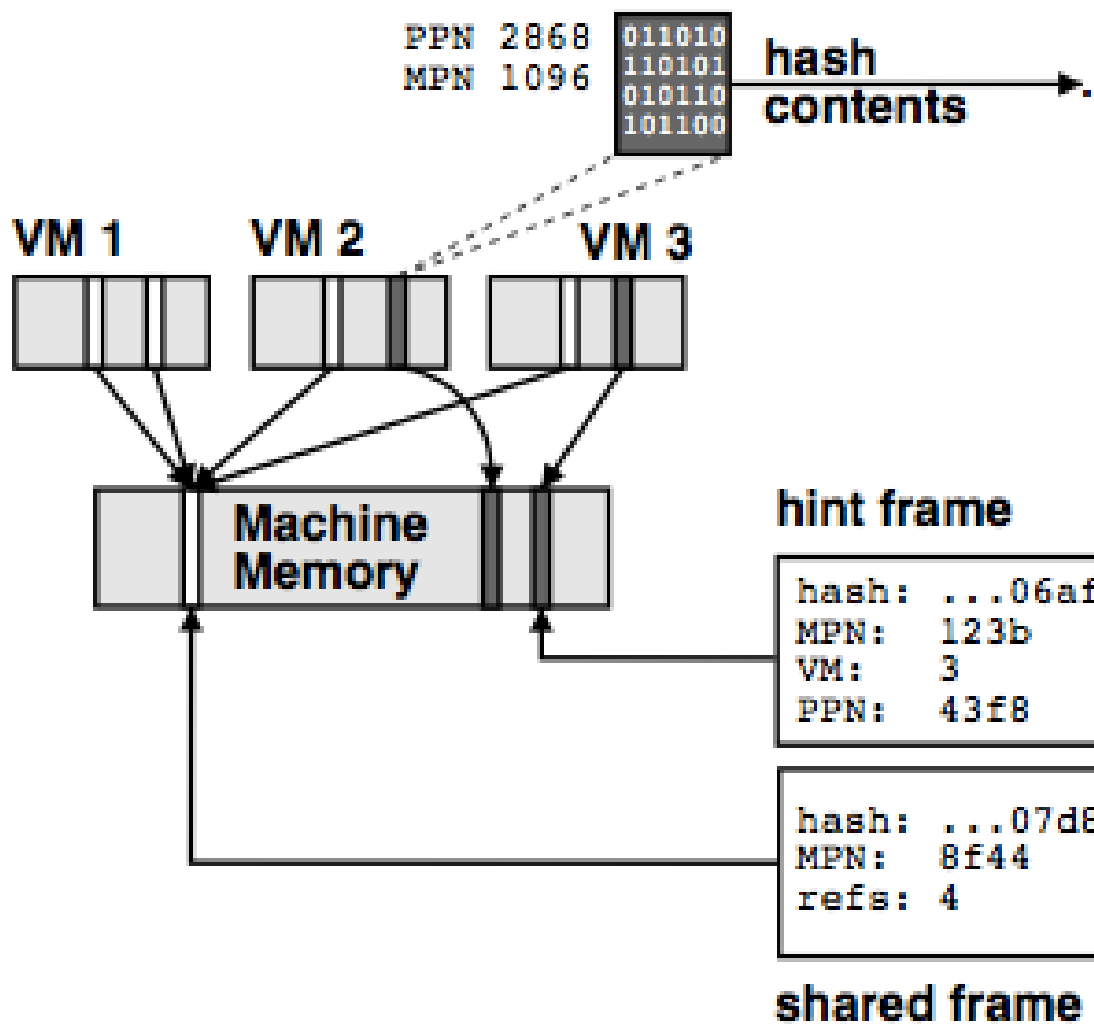 PPN 2868
MPN 1096
011010
110101
010110
101100
hash
contents
VM 1
VM 2
VM 3
Machine
Memory
hint frame
hash: ...06af
MPN: 123b
VM: 3
PPN: 43f8
hash: ...07d8
MPN: 8f44
refs: 4
shared frame